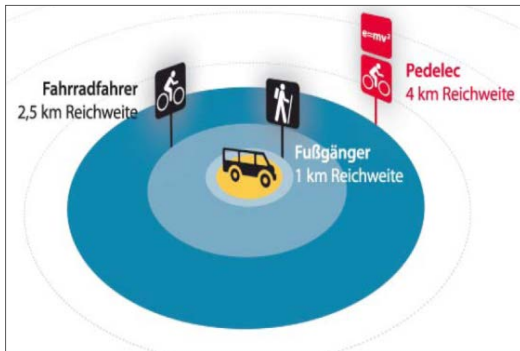 e=mv²
Fahrradfahrer
2,5 km Reichweite
Pedelec
4 km Reichweite
Fußgänger
1 km Reichweite